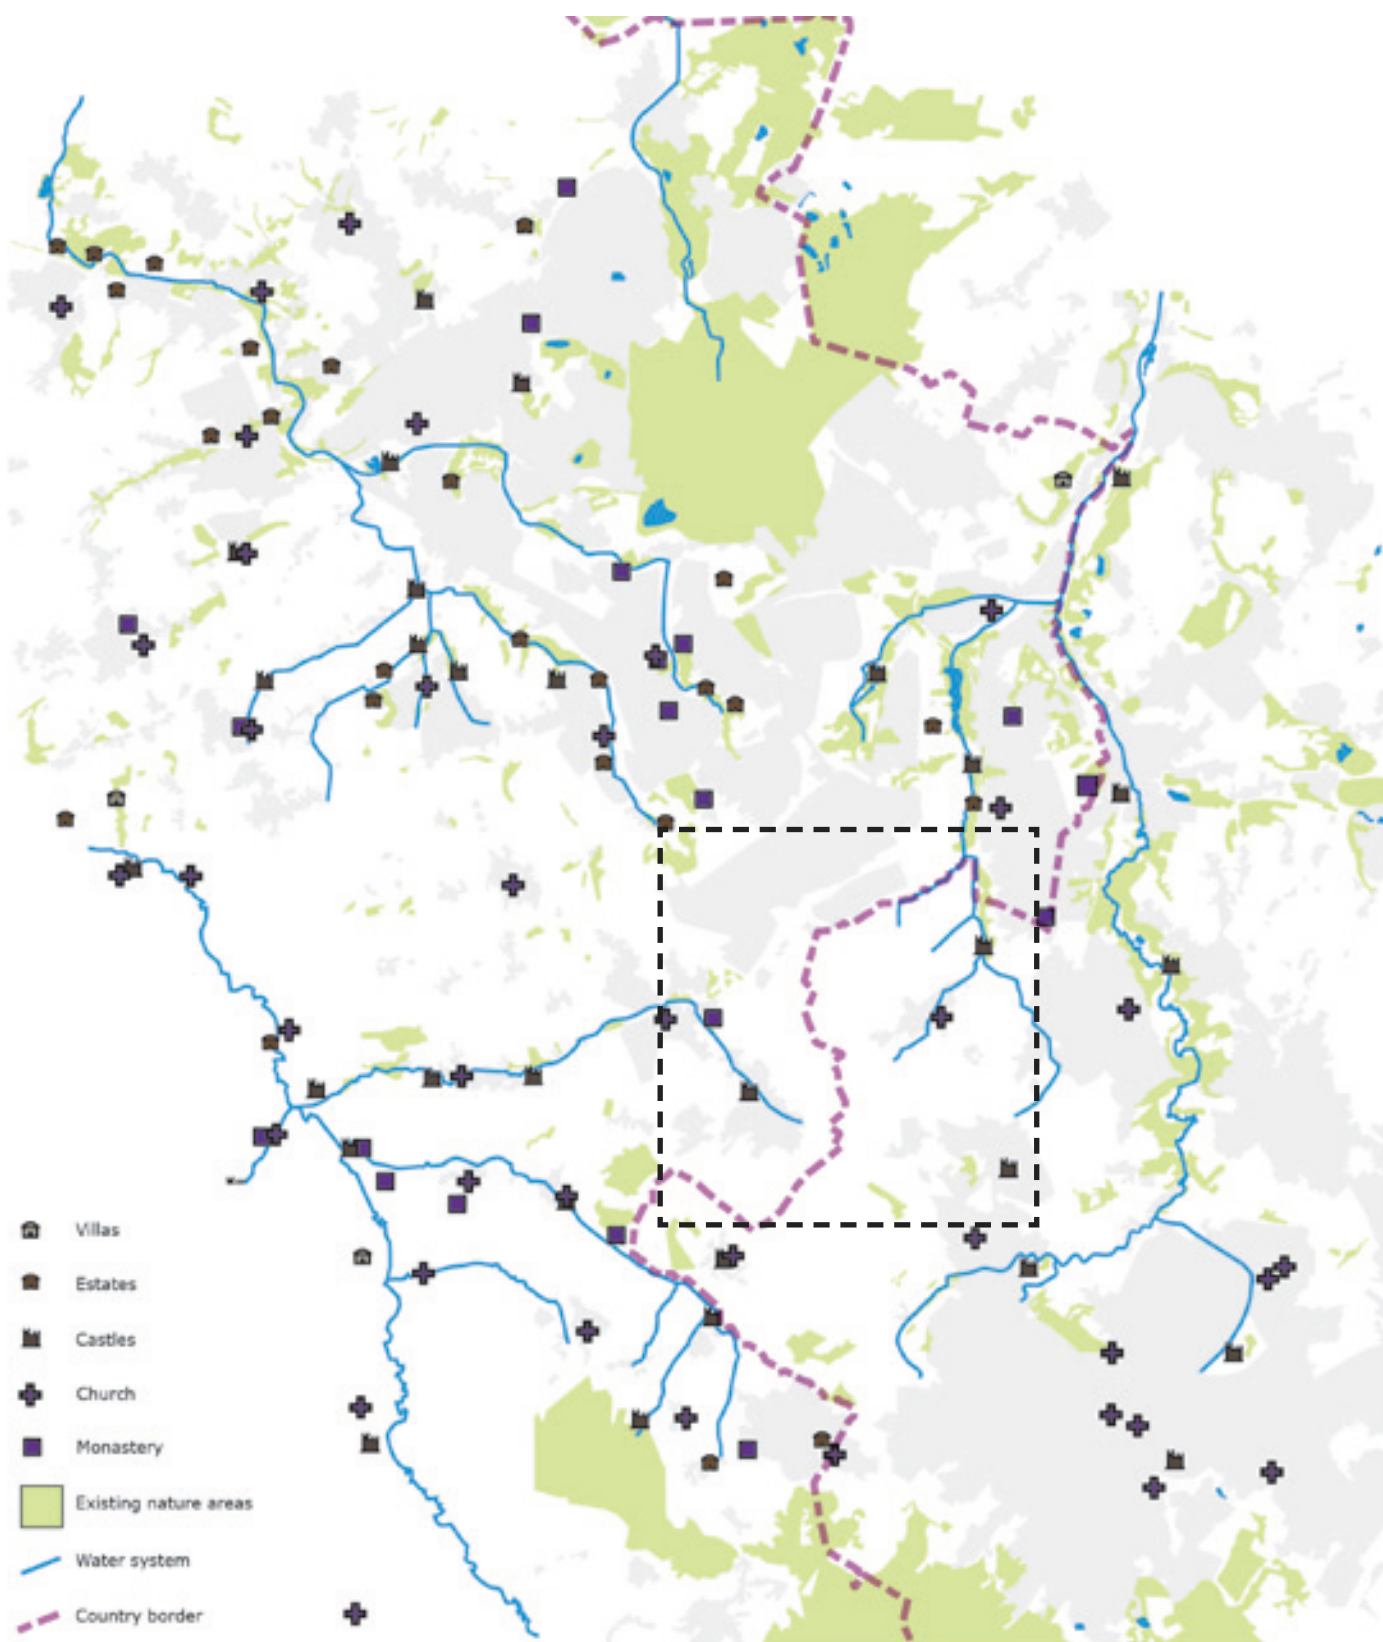 Villas
Estates
Castles
Church
Monastery
Existing nature areas
Water system
Country border